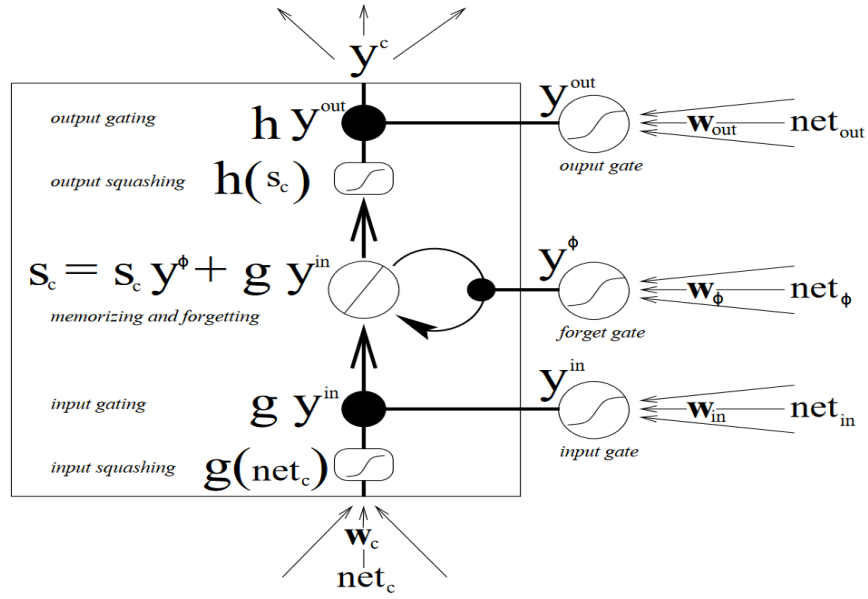 y^c
output gating h y^out y^out w_out net_out
output squashing h(s_c) ouput gate
s_c = s_c y^ϕ + g y^in y^ϕ w_ϕ net_ϕ
memorizing and forgetting forget gate
input gating g y^in y^in w_in net_in
input squashing g(net_c) input gate
w_c
net_c